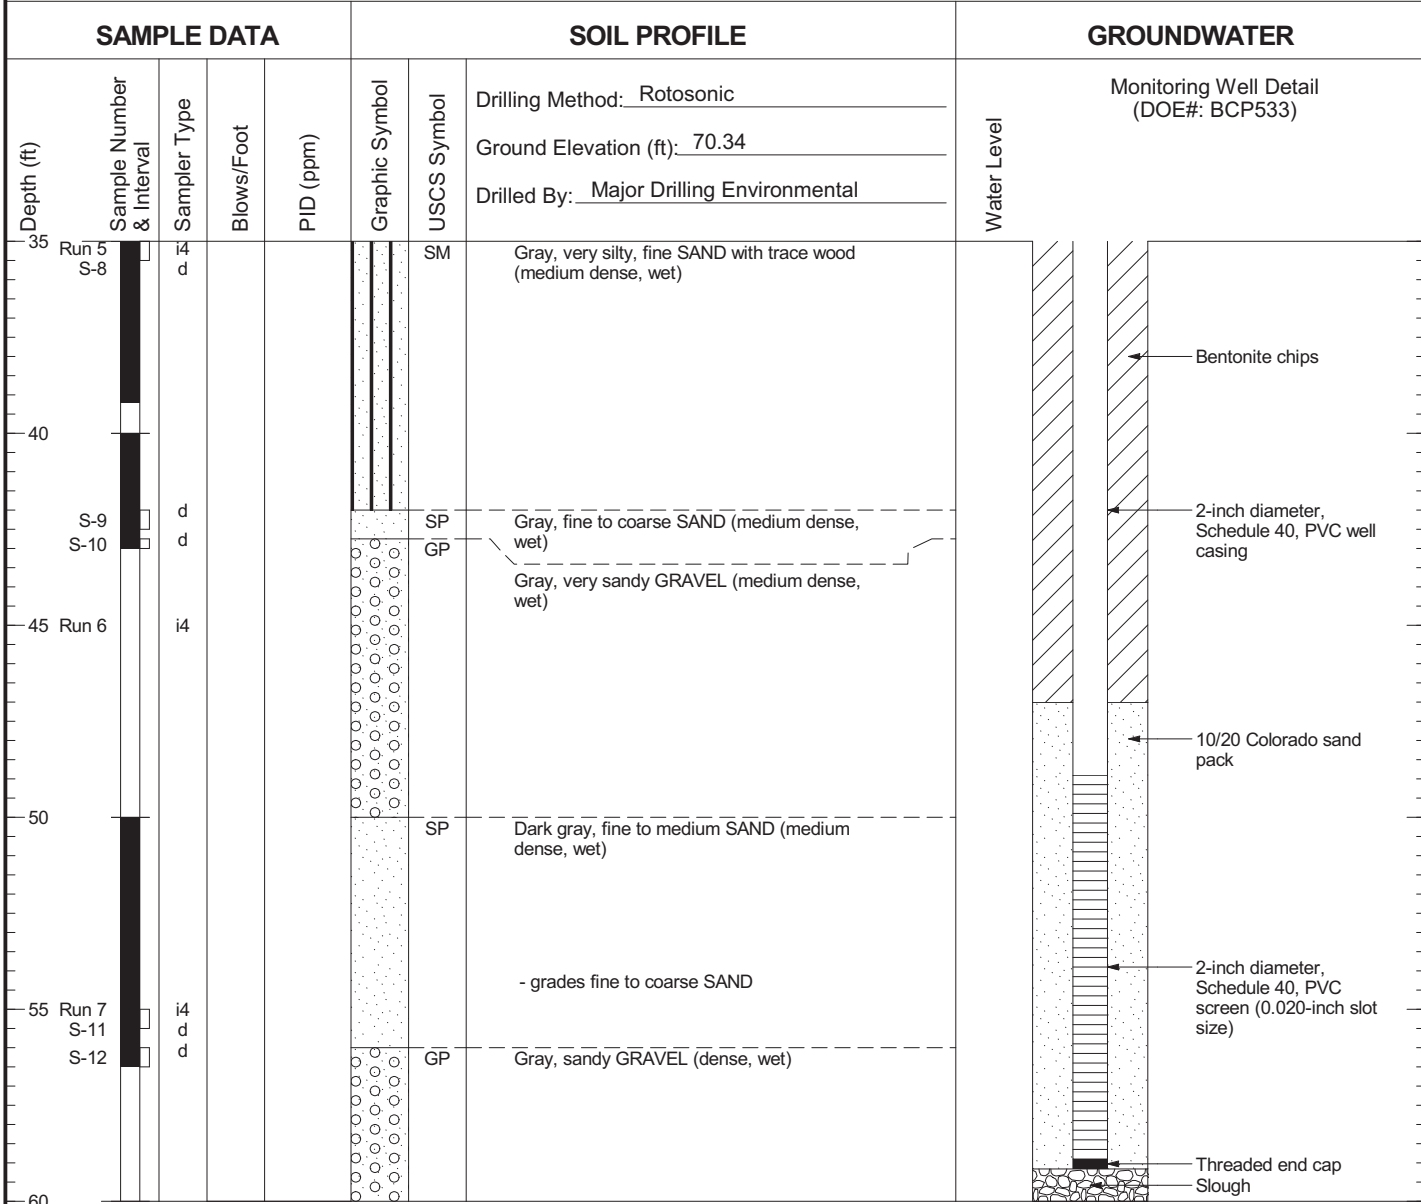 SAMPLE DATA
SOIL PROFILE
GROUNDWATER
Depth (ft)
Sample Number
& Interval
Sampler Type
Blows/Foot
PID (ppm)
Graphic Symbol
USCS Symbol
Drilling Method: Rotosonic
Ground Elevation (ft): 70.34
Drilled By: Major Drilling Environmental
Water Level
Monitoring Well Detail
(DOE#: BCP533)
35
Run 5
i4
S-8
d
SM
Gray, very silty, fine SAND with trace wood
(medium dense, wet)
Bentonite chips
40
S-9
d
SP
Gray, fine to coarse SAND (medium dense,
wet)
2-inch diameter,
Schedule 40, PVC well
casing
S-10
d
GP
Gray, very sandy GRAVEL (medium dense,
wet)
45
Run 6
i4
10/20 Colorado sand
pack
50
SP
Dark gray, fine to medium SAND (medium
dense, wet)
- grades fine to coarse SAND
2-inch diameter,
Schedule 40, PVC
screen (0.020-inch slot
size)
55
Run 7
i4
S-11
d
S-12
d
GP
Gray, sandy GRAVEL (dense, wet)
Threaded end cap
Slough
60